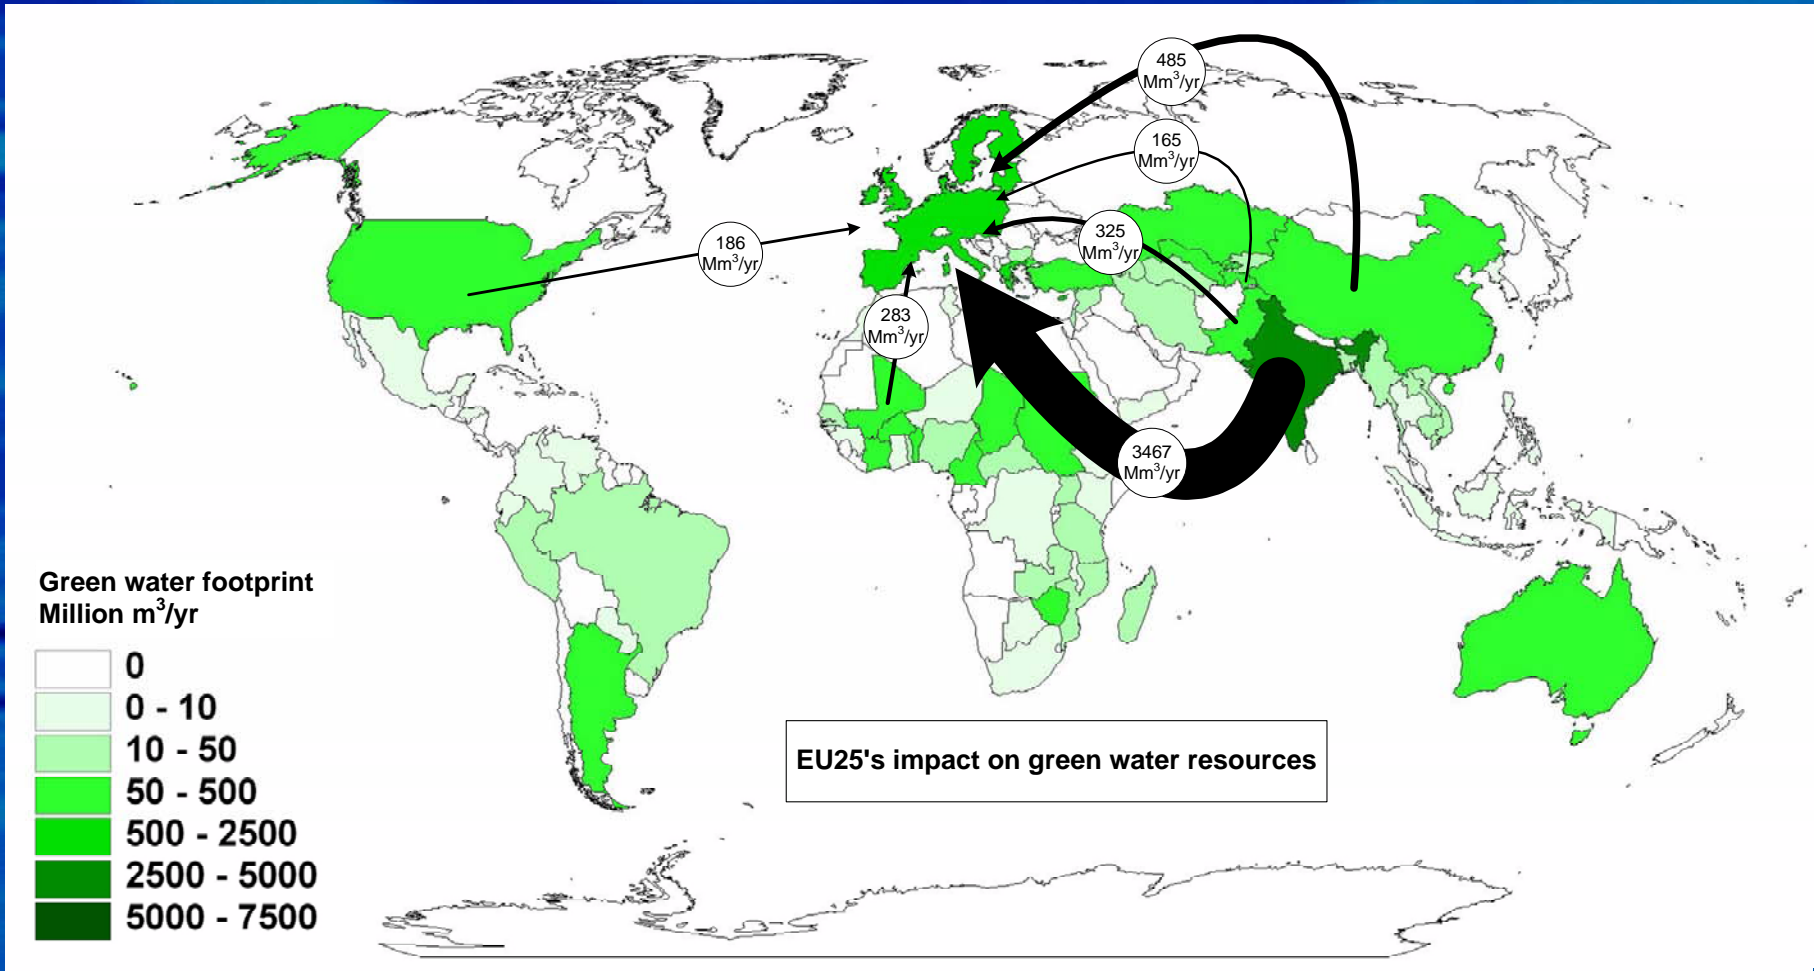 485
Mm³/yr
165
Mm³/yr
325
Mm³/yr
186
Mm³/yr
283
Mm³/yr
3467
Mm³/yr
Green water footprint
Million m³/yr
0
0 - 10
10 - 50
50 - 500
500 - 2500
2500 - 5000
5000 - 7500
EU25's impact on green water resources